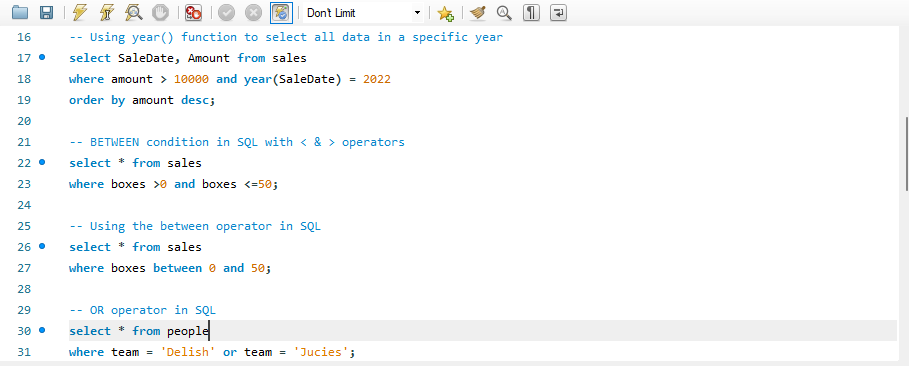 Don't Limit
16 -- Using year() function to select all data in a specific year
17 select SaleDate, Amount from sales
18 where amount > 10000 and year(SaleDate) = 2022
19 order by amount desc;
20
21 -- BETWEEN condition in SQL with < & > operators
22 select * from sales
23 where boxes >0 and boxes <=50;
24
25 -- Using the between operator in SQL
26 select * from sales
27 where boxes between 0 and 50;
28
29 -- OR operator in SQL
30 select * from people
31 where team = 'Delish' or team = 'Jucies';